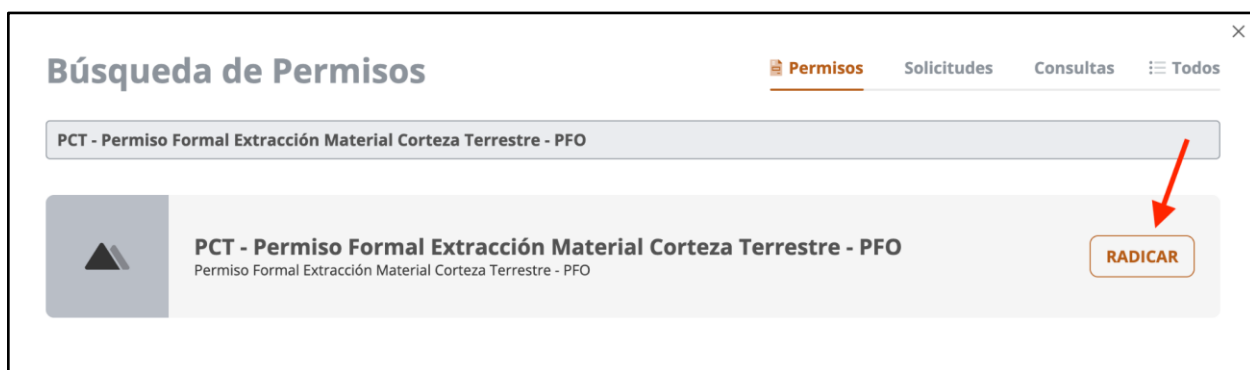 Búsqueda de Permisos
Permisos Solicitudes Consultas Todos
PCT - Permiso Formal Extracción Material Corteza Terrestre - PFO
PCT - Permiso Formal Extracción Material Corteza Terrestre - PFO
Permiso Formal Extracción Material Corteza Terrestre - PFO
RADICAR